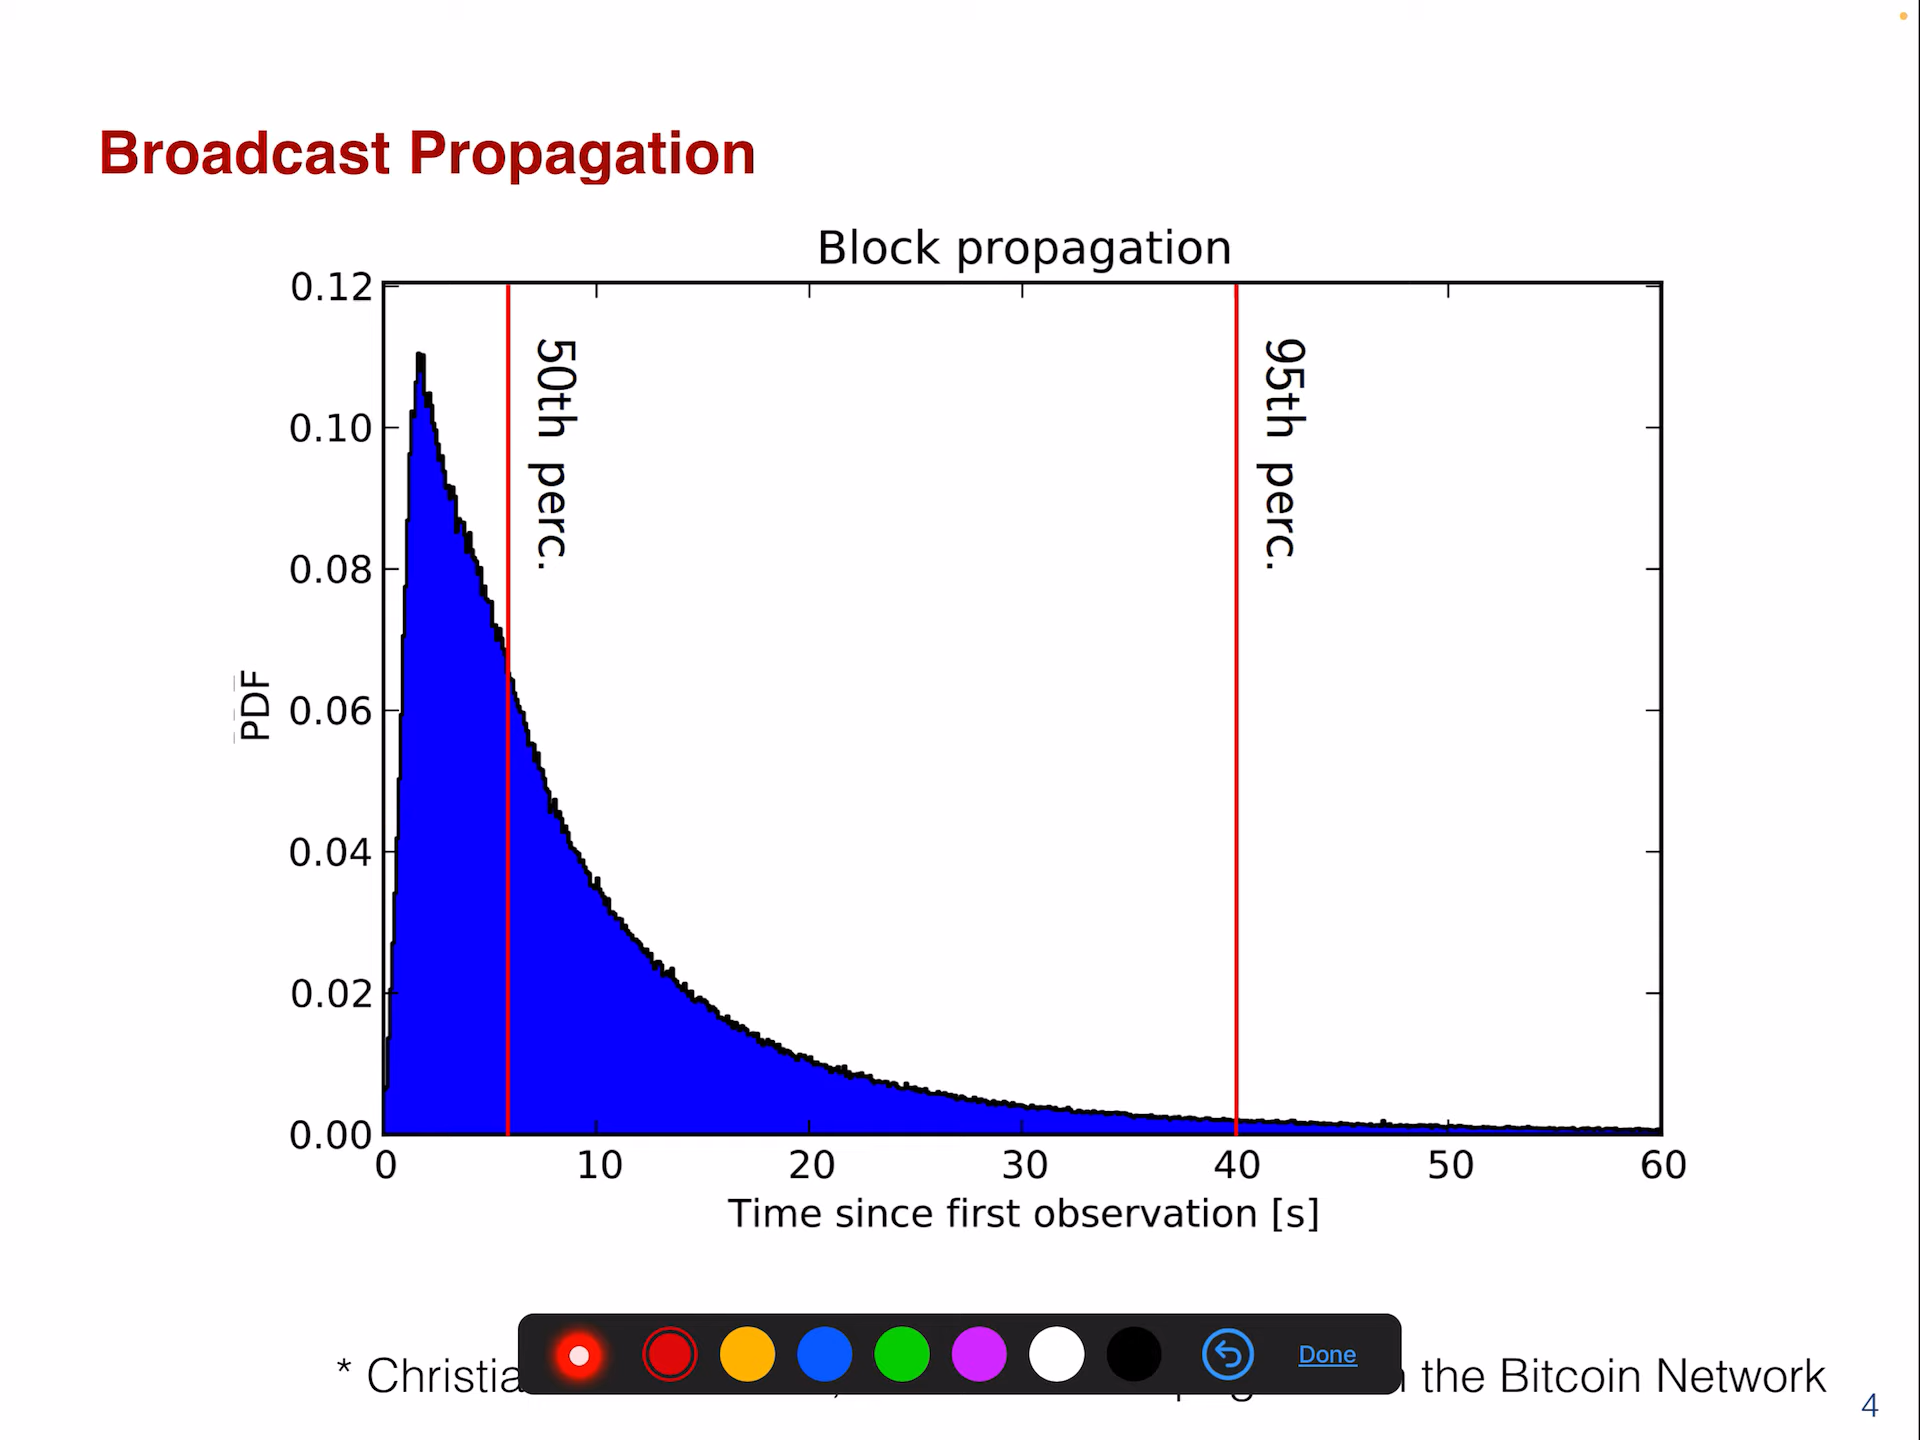 Broadcast Propagation
Block propagation
0.12
0.10
0.08
0.06
0.04
0.02
0.00
PDF
50th perc.
95th perc.
0 10 20 30 40 50 60
Time since first observation [s]
Done
* Christia the Bitcoin Network
4